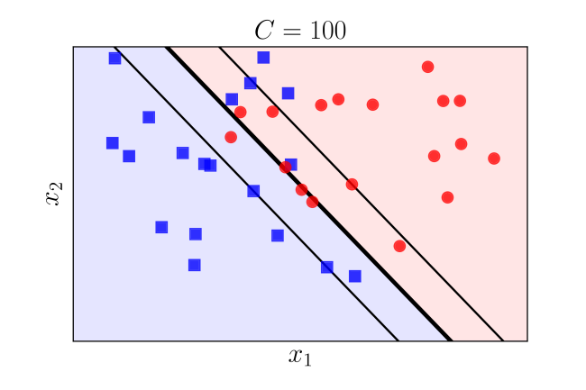 C = 100
x₂
x₁